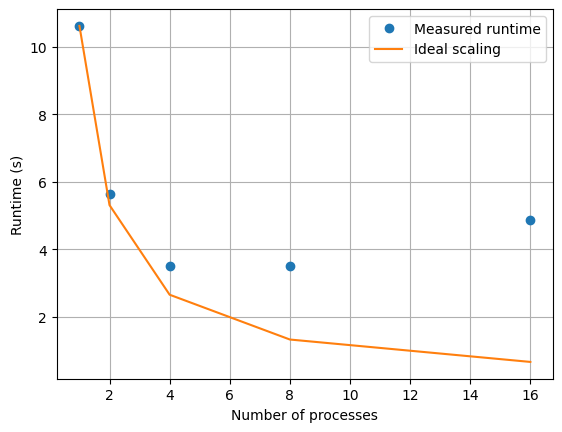 Measured runtime
Ideal scaling
Runtime (s)
10
8
6
4
2
2 4 6 8 10 12 14 16
Number of processes